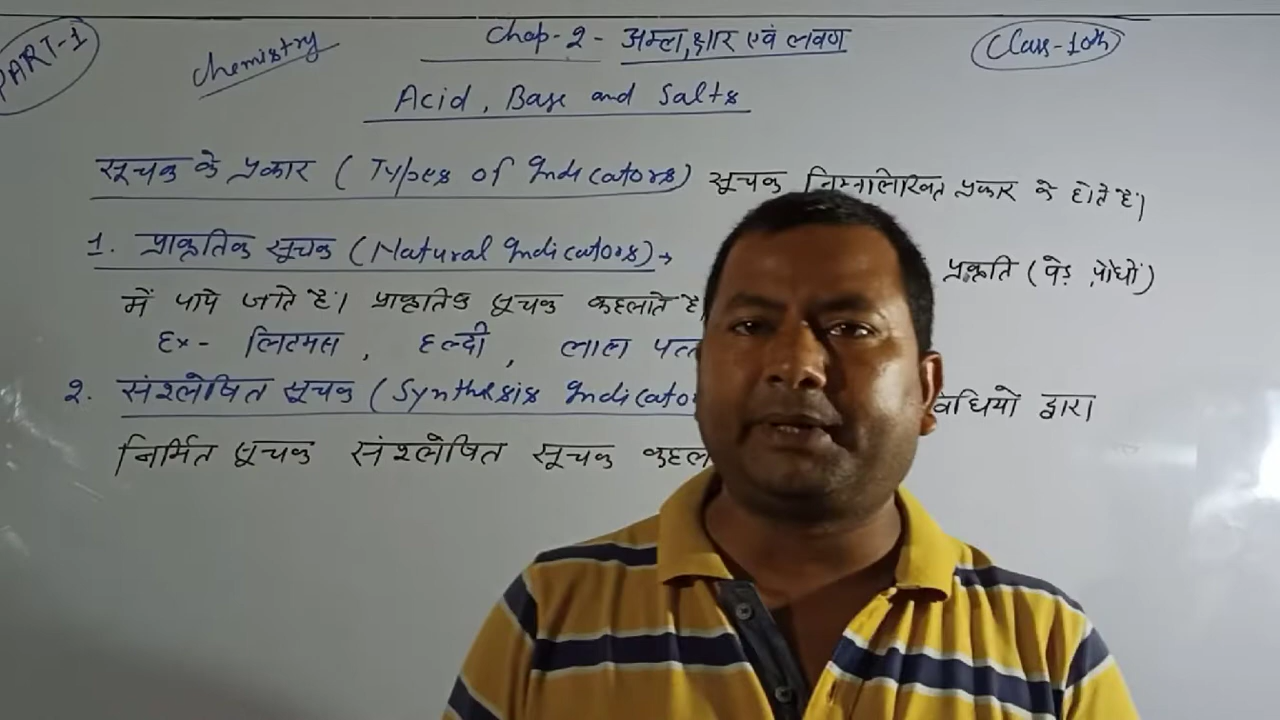 PART-1
Chemistry
Chap-2- अम्ल,क्षार एवं लवण
Class-10th
Acid, Base and Salts
सूचक के प्रकार ( Types of Indicators) सूचक निम्नलिखित प्रकार के होते हैं।
1. प्राकृतिक सूचक (Natural Indicators)→ प्रकृति (पेड़ पौधों)
में पाये जाते हैं। प्राकृतिक सूचक कहलाते है
Ex- लिटमस , हल्दी , लाल
2. संश्लेषित सूचक (Synthesis द्वारा
निर्मित सूचक संश्लेषित सूचक